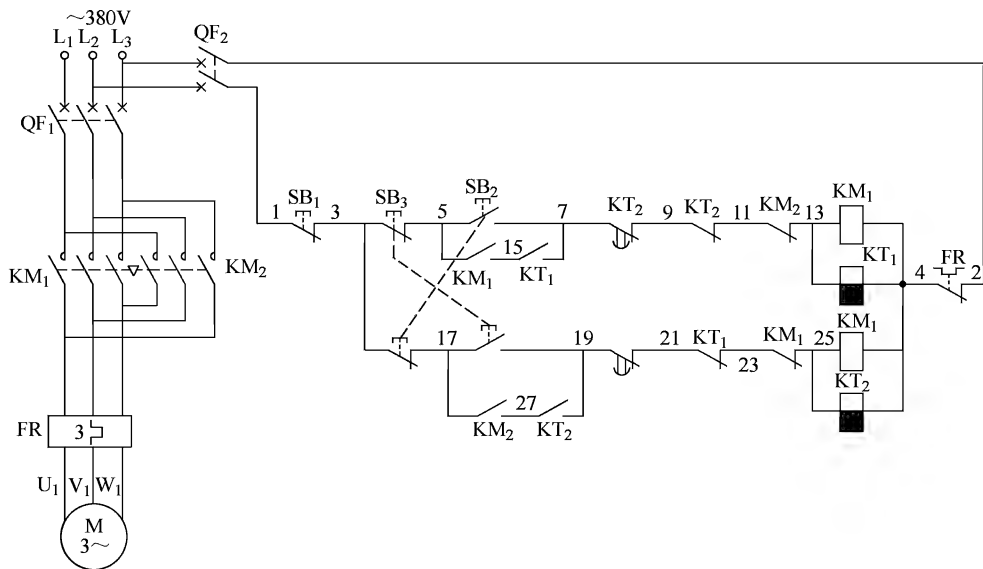 ~380V
L1 L2 L3
QF2
QF1
SB1
SB3
SB2
1
3
5
7
KT2
9
KT2
11
KM2
13
KM1
15
KM1
KT1
KT1
4
FR
2
KM1
KM2
17
19
21
KT1
23
KM1
25
KM1
KT2
27
KM2
KT2
FR
3
U1 V1 W1
M
3~